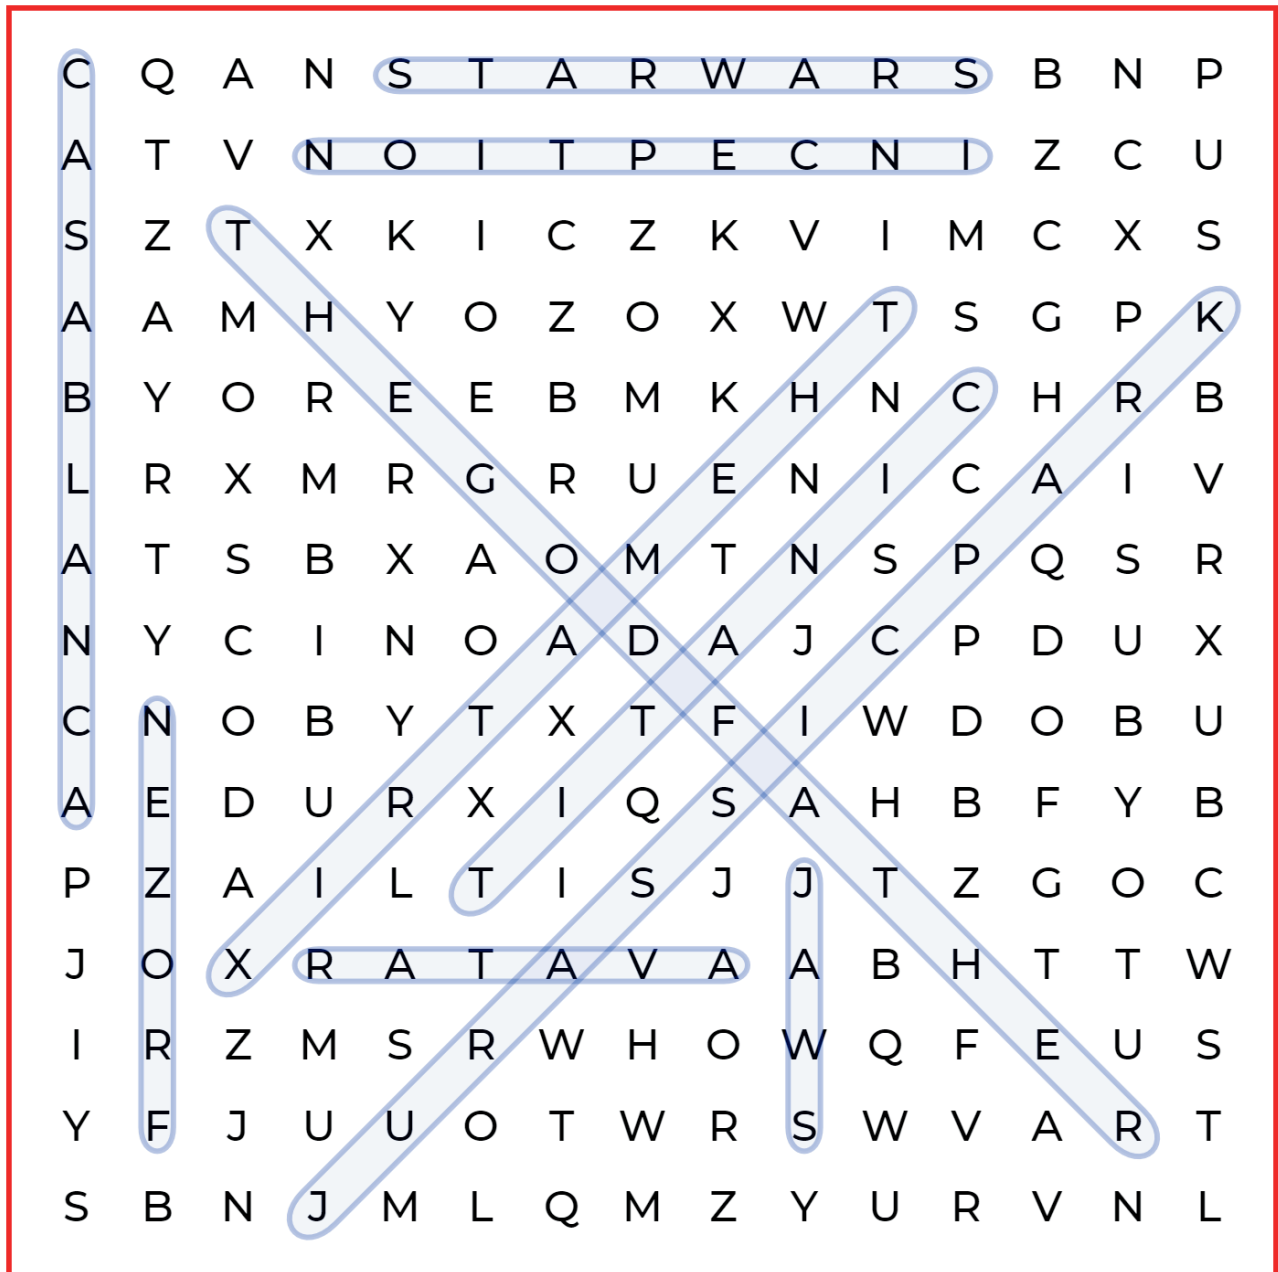 C Q A N S T A R W A R S B N P
A T V N O I T P E C N I Z C U
S Z T X K I C Z K V I M C X S
A A M H Y O Z O X W T S G P K
B Y O R E E B M K H N C H R B
L R X M R G R U E N I C A I V
A T S B X A O M T N S P Q S R
N Y C I N O A D A J C P D U X
C N O B Y T X T F I W D O B U
A E D U R X I Q S A H B F Y B
P Z A I L T I S J J T Z G O C
J O X R A T A V A A B H T T W
I R Z M S R W H O W Q F E U S
Y F J U U O T W R S W V A R T
S B N J M L Q M Z Y U R V N L